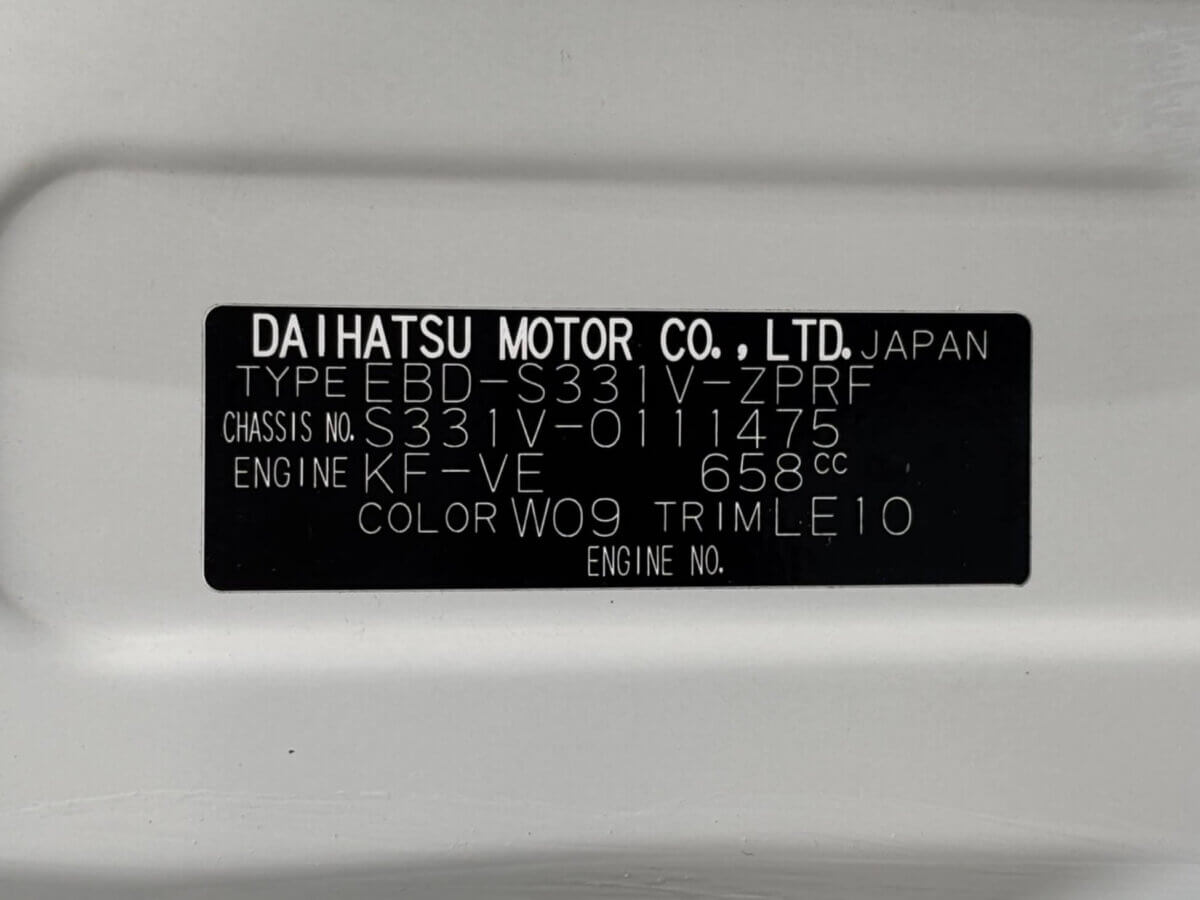 DAIHATSU MOTOR CO., LTD. JAPAN
TYPE EBD-S331V-ZPRF
CHASSIS NO. S331V-0111475
ENGINE KF-VE 658cc
COLOR W09 TRIM LE10
ENGINE NO.